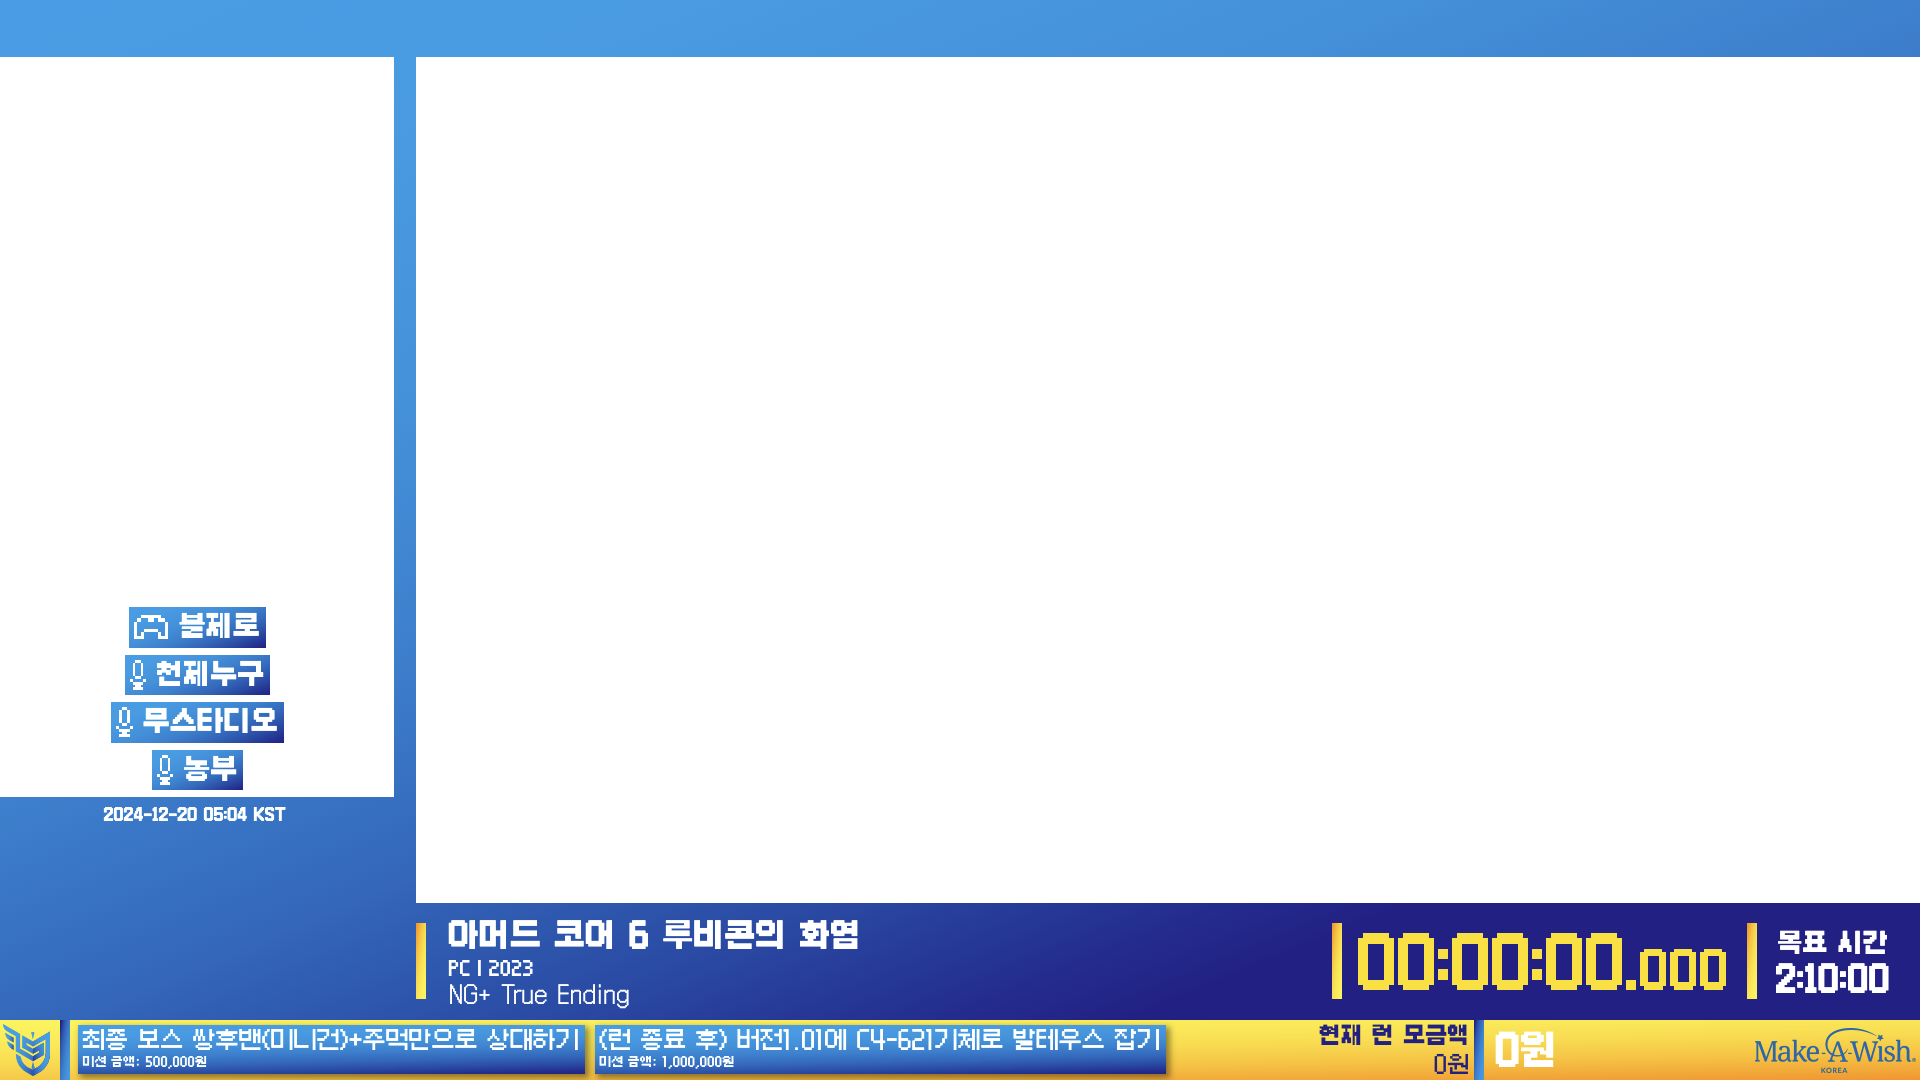 블제로
천제누구
무스타디오
농부
2024-12-20 05:04 KST
아머드 코어 6 루비콘의 화염
PC | 2023
NG+ True Ending
00:00:00.000
목표 시간
2:10:00
최종 보스 쌍후밴(미니건)+주먹만으로 상대하기
미션 금액: 500,000원
(런 종료 후) 버전1.01에 C4-621기체로 발테우스 잡기
미션 금액: 1,000,000원
현재 런 모금액
0원
0원
Make-A-Wish®
KOREA